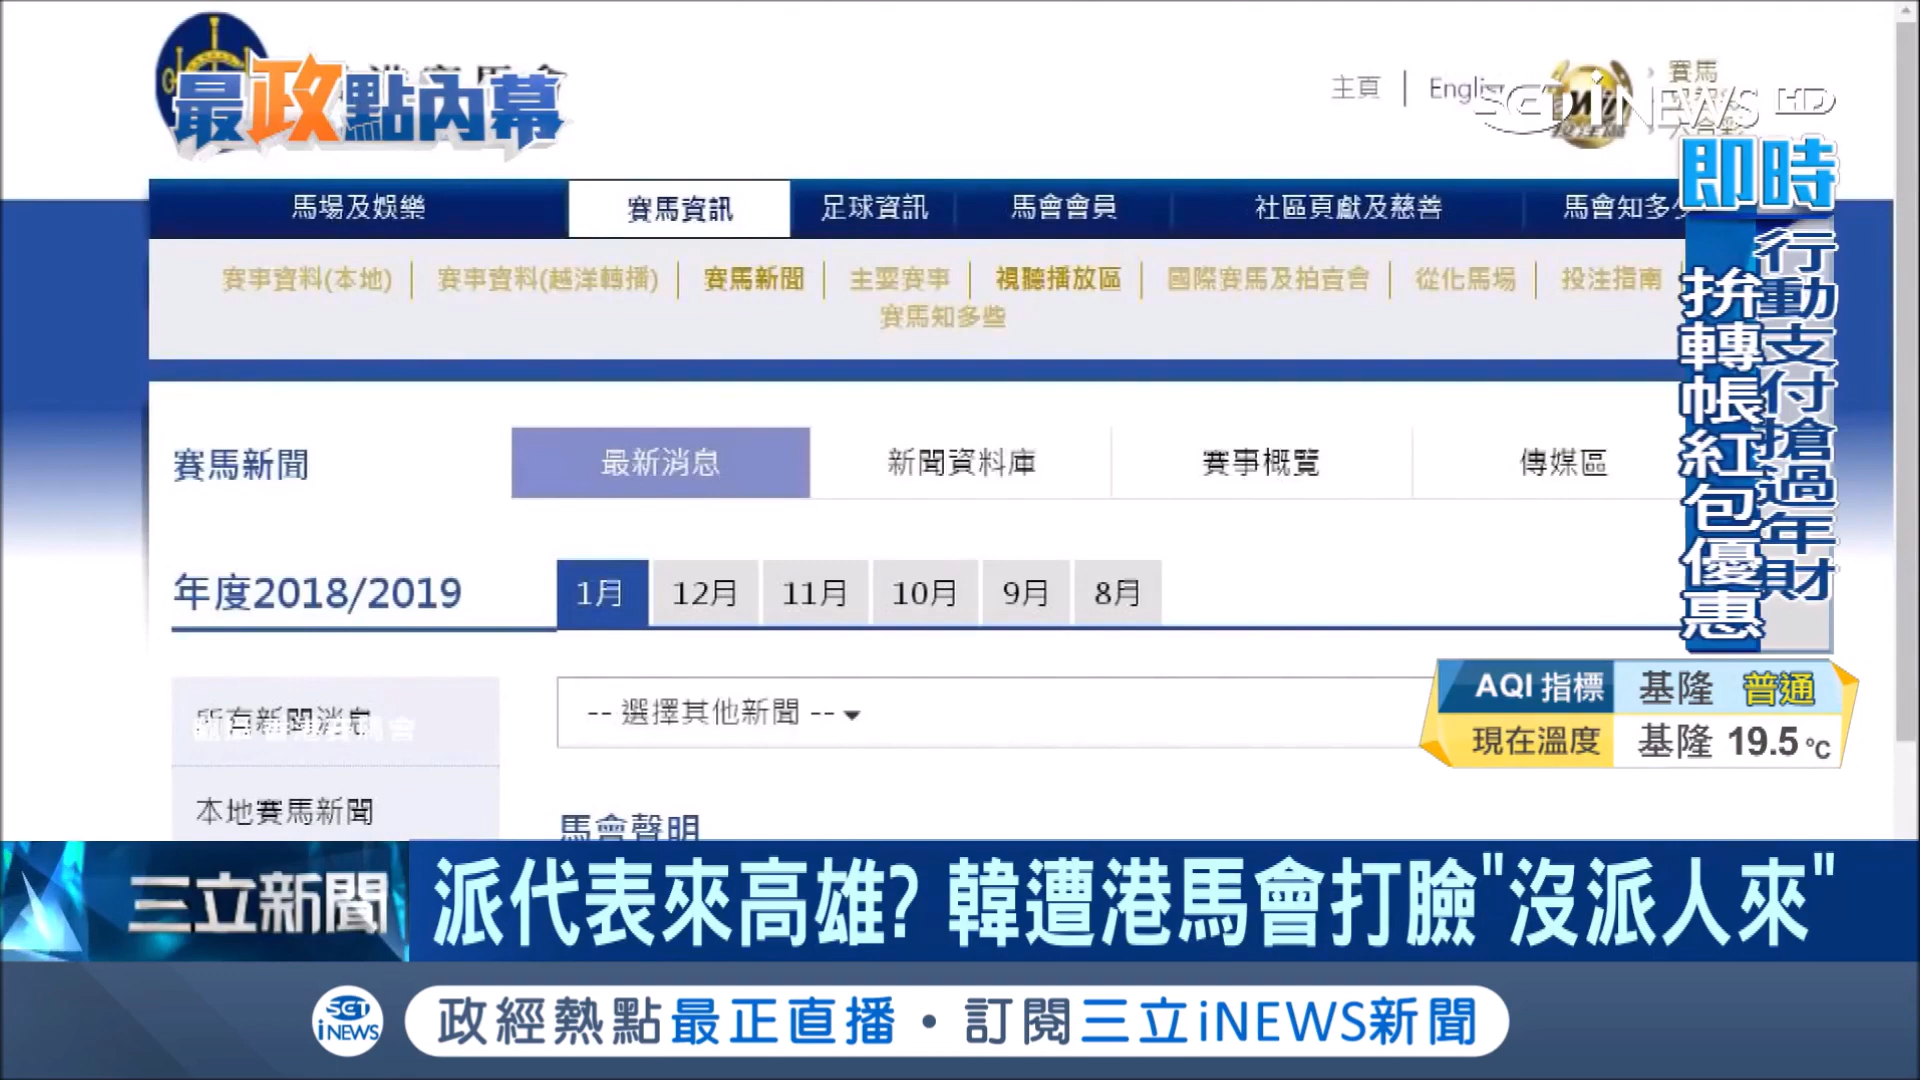 最政點內幕
主頁
SET iNEWS HD
賽馬
即時
行動支付搶過年財
拚轉帳紅包優惠
馬場及娛樂 賽馬資訊 足球資訊 馬會會員 社區貢獻及慈善 馬會知多少
賽事資料(本地) 賽事資料(越洋轉播) 賽馬新聞 主要賽事 視聽播放區 國際賽馬及拍賣會 從化馬場 投注指南
賽馬知多些
賽馬新聞 最新消息 新聞資料庫 賽事概覽 傳媒區
年度2018/2019 1月 12月 11月 10月 9月 8月
所有新聞消息
-- 選擇其他新聞 --
AQI 指標 基隆 普通
現在溫度 基隆 19.5 °C
本地賽馬新聞
馬會聲明
三立新聞 派代表來高雄? 韓遭港馬會打臉"沒派人來"
SET iNEWS 政經熱點最正直播・訂閱三立iNEWS新聞